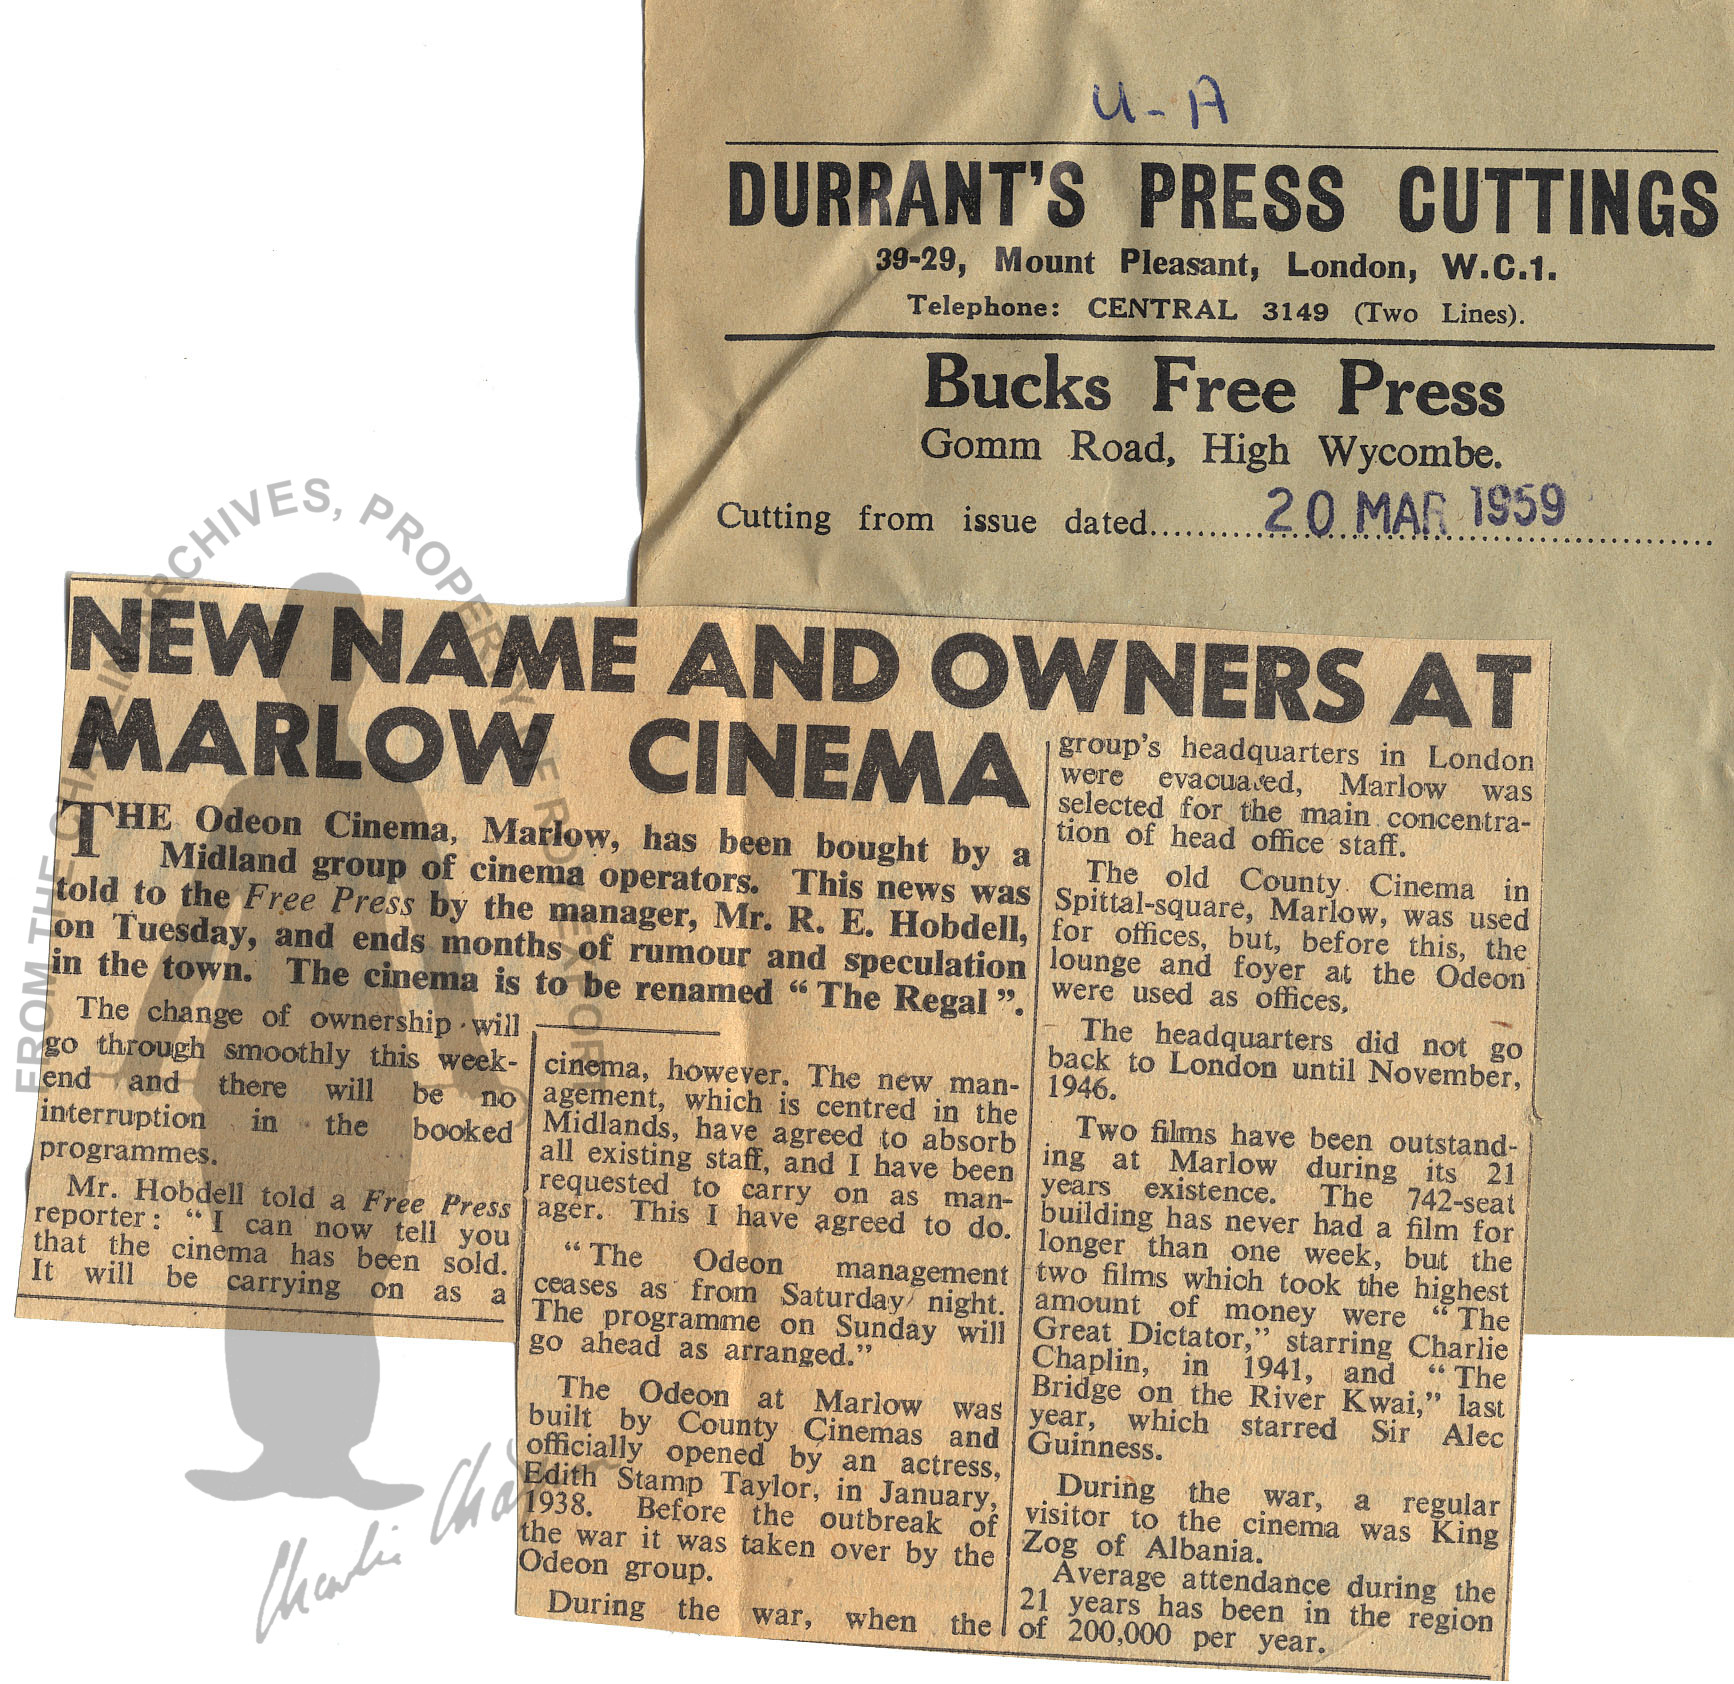 U-A
DURRANT'S PRESS CUTTINGS
39-29, Mount Pleasant, London, W.C.1.
Telephone: CENTRAL 3149 (Two Lines).
Bucks Free Press
Gomm Road, High Wycombe.
Cutting from issue dated 20 MAR 1959
NEW NAME AND OWNERS AT
MARLOW CINEMA
THE Odeon Cinema, Marlow, has been bought by a
Midland group of cinema operators. This news was
told to the Free Press by the manager, Mr. R. E. Hobdell,
on Tuesday, and ends months of rumour and speculation
in the town. The cinema is to be renamed "The Regal".
The change of ownership will
go through smoothly this week-
end and there will be no
interruption in the booked
programmes.
Mr. Hobdell told a Free Press
reporter: "I can now tell you
that the cinema has been sold.
It will be carrying on as a
cinema, however. The new man-
agement, which is centred in the
Midlands, have agreed to absorb
all existing staff, and I have been
requested to carry on as man-
ager. This I have agreed to do.
"The Odeon management
ceases as from Saturday night.
The programme on Sunday will
go ahead as arranged."
The Odeon at Marlow was
built by County Cinemas and
officially opened by an actress,
Edith Stamp Taylor, in January,
1938. Before the outbreak of
the war it was taken over by the
Odeon group.
During the war, when the
group's headquarters in London
were evacuated, Marlow was
selected for the main concentra-
tion of head office staff.
The old County Cinema in
Spittal-square, Marlow, was used
for offices, but, before this, the
lounge and foyer at the Odeon
were used as offices.
The headquarters did not go
back to London until November,
1946.
Two films have been outstand-
ing at Marlow during its 21
years existence. The 742-seat
building has never had a film for
longer than one week, but the
two films which took the highest
amount of money were "The
Great Dictator," starring Charlie
Chaplin, in 1941, and "The
Bridge on the River Kwai," last
year, which starred Sir Alec
Guinness.
During the war, a regular
visitor to the cinema was King
Zog of Albania.
Average attendance during the
21 years has been in the region
of 200,000 per year.
FROM THE CHAPLIN ARCHIVES, PROPERTY OF ROY EXPORT
Charlie Chaplin